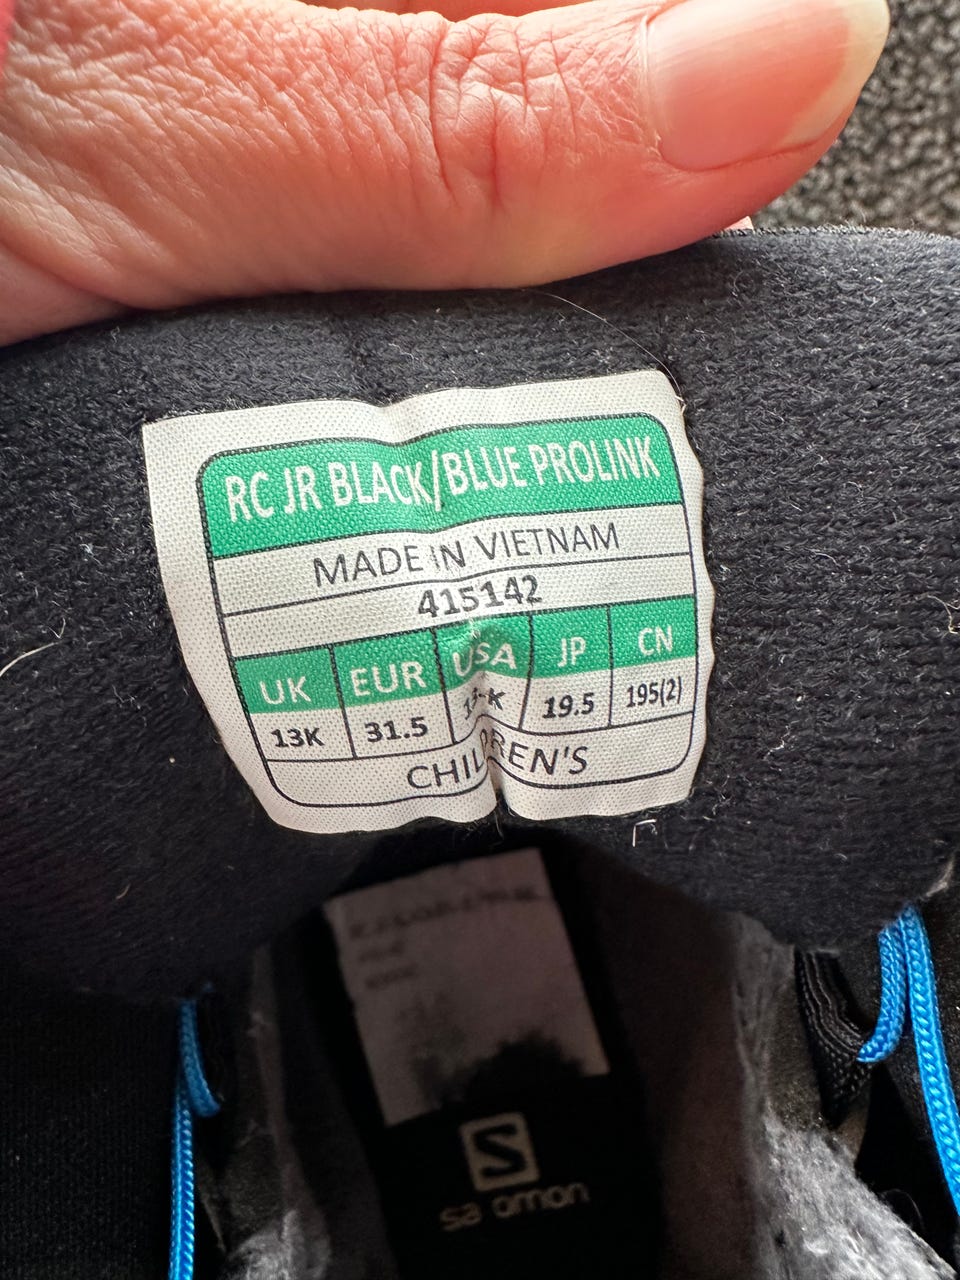 RC JR BLACK/BLUE PROLINK
MADE IN VIETNAM
415142
UK EUR USA JP CN
13K 31.5 19.5 195(2)
CHILDREN'S
S
salomon